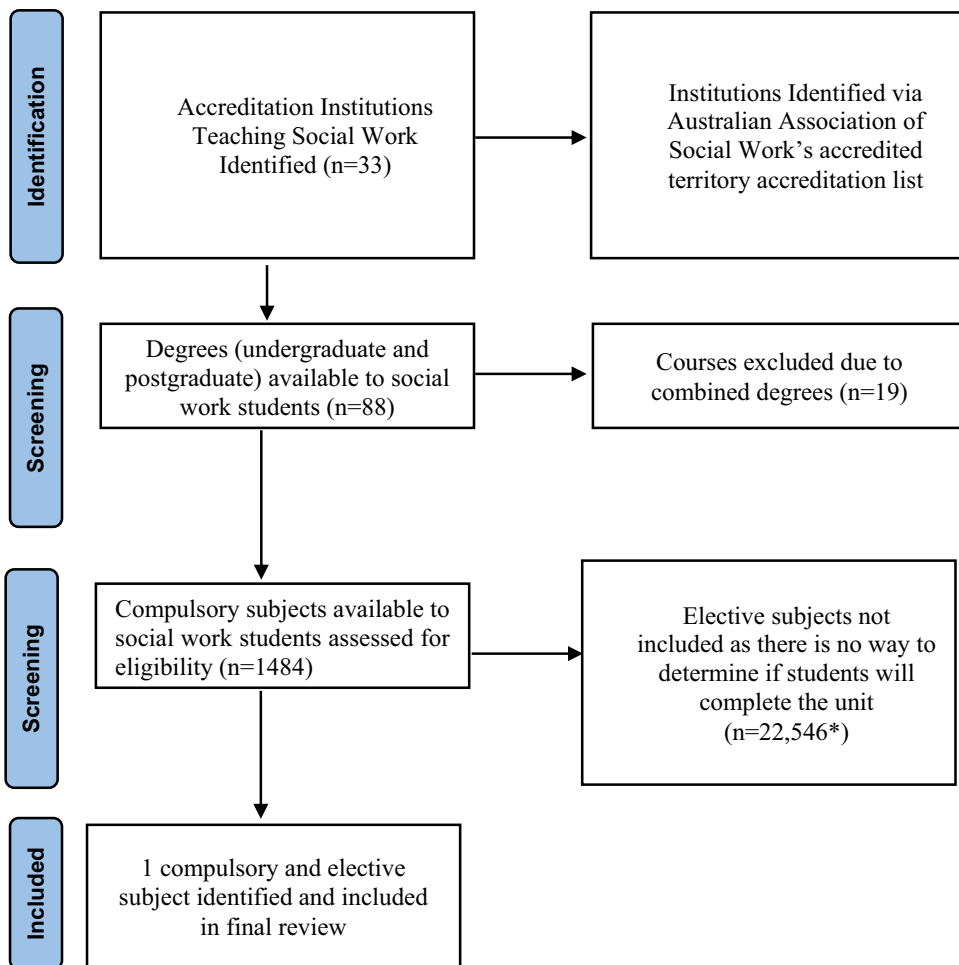 Identification
Accreditation Institutions
Teaching Social Work
Identified (n=33)
Institutions Identified via
Australian Association of
Social Work’s accredited
territory accreditation list
Screening
Degrees (undergraduate and
postgraduate) available to social
work students (n=88)
Courses excluded due to
combined degrees (n=19)
Screening
Compulsory subjects available to
social work students assessed for
eligibility (n=1484)
Elective subjects not
included as there is no way to
determine if students will
complete the unit
(n=22,546*)
Included
1 compulsory and elective
subject identified and included
in final review